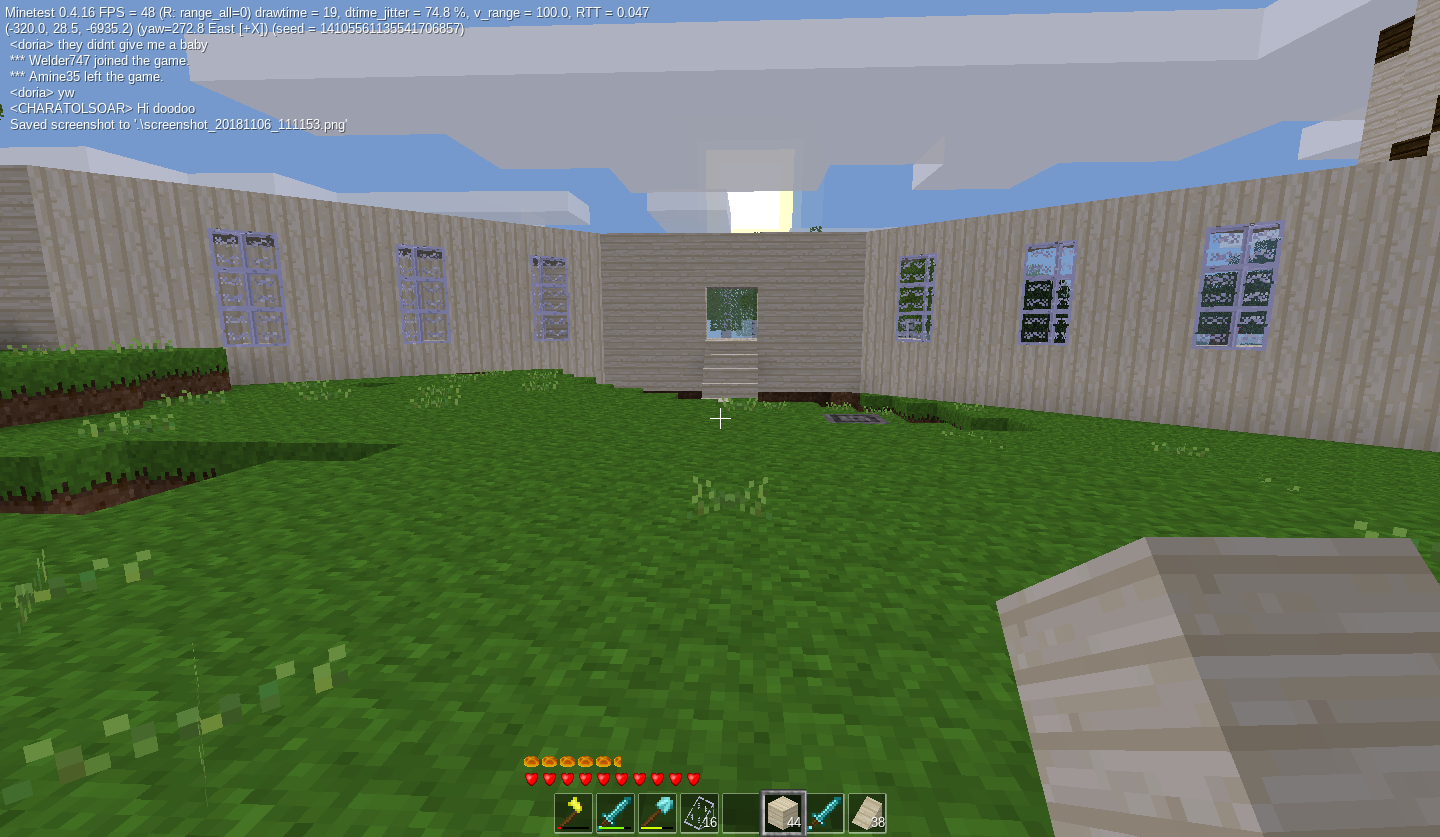 Minetest 0.4.16 FPS = 48 (R: range_all=0) drawtime = 19, dtime_jitter = 74.8 %, v_range = 100.0, RTT = 0.047
(-320.0, 28.5, -6935.2) (yaw=272.8 East [+X]) (seed = 14105561135541706857)
<doria> they didnt give me a baby
*** Welder747 joined the game.
*** Amine35 left the game.
<doria> yw
<CHARATOLSOAR> Hi doodoo
Saved screenshot to '.\screenshot_20181106_111153.png'
16 44 38